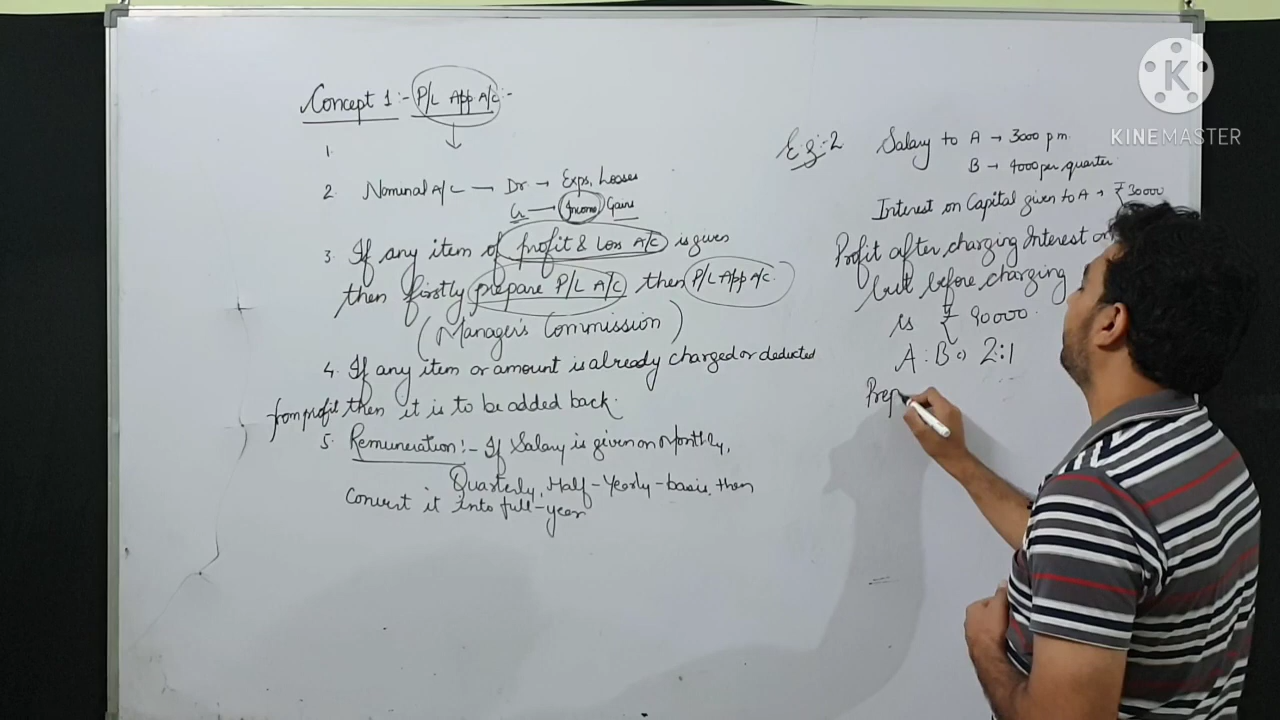 Concept 1:- P/L App A/C:-
1.
2. Nominal A/C → Dr → Exps, Losses
Cr → Income, Gains
3. If any item of profit & Loss A/C is given
then firstly prepare P/L A/C then P/L App A/C.
(Manager's Commission)
4. If any item or amount is already charged or deducted
from profit then it is to be added back.
5. Remuneration:- If Salary is given on Monthly,
Quarterly, Half-Yearly-basis, then
Convert it into full-year
Eg:-2 Salary to A → 3000 pm.
B → 4000 per quarter.
Interest on Capital given to A → ₹30000
Profit after charging Interest on
but before charging
is ₹ 90000.
A:B = 2:1
Prep
K
KINEMASTER